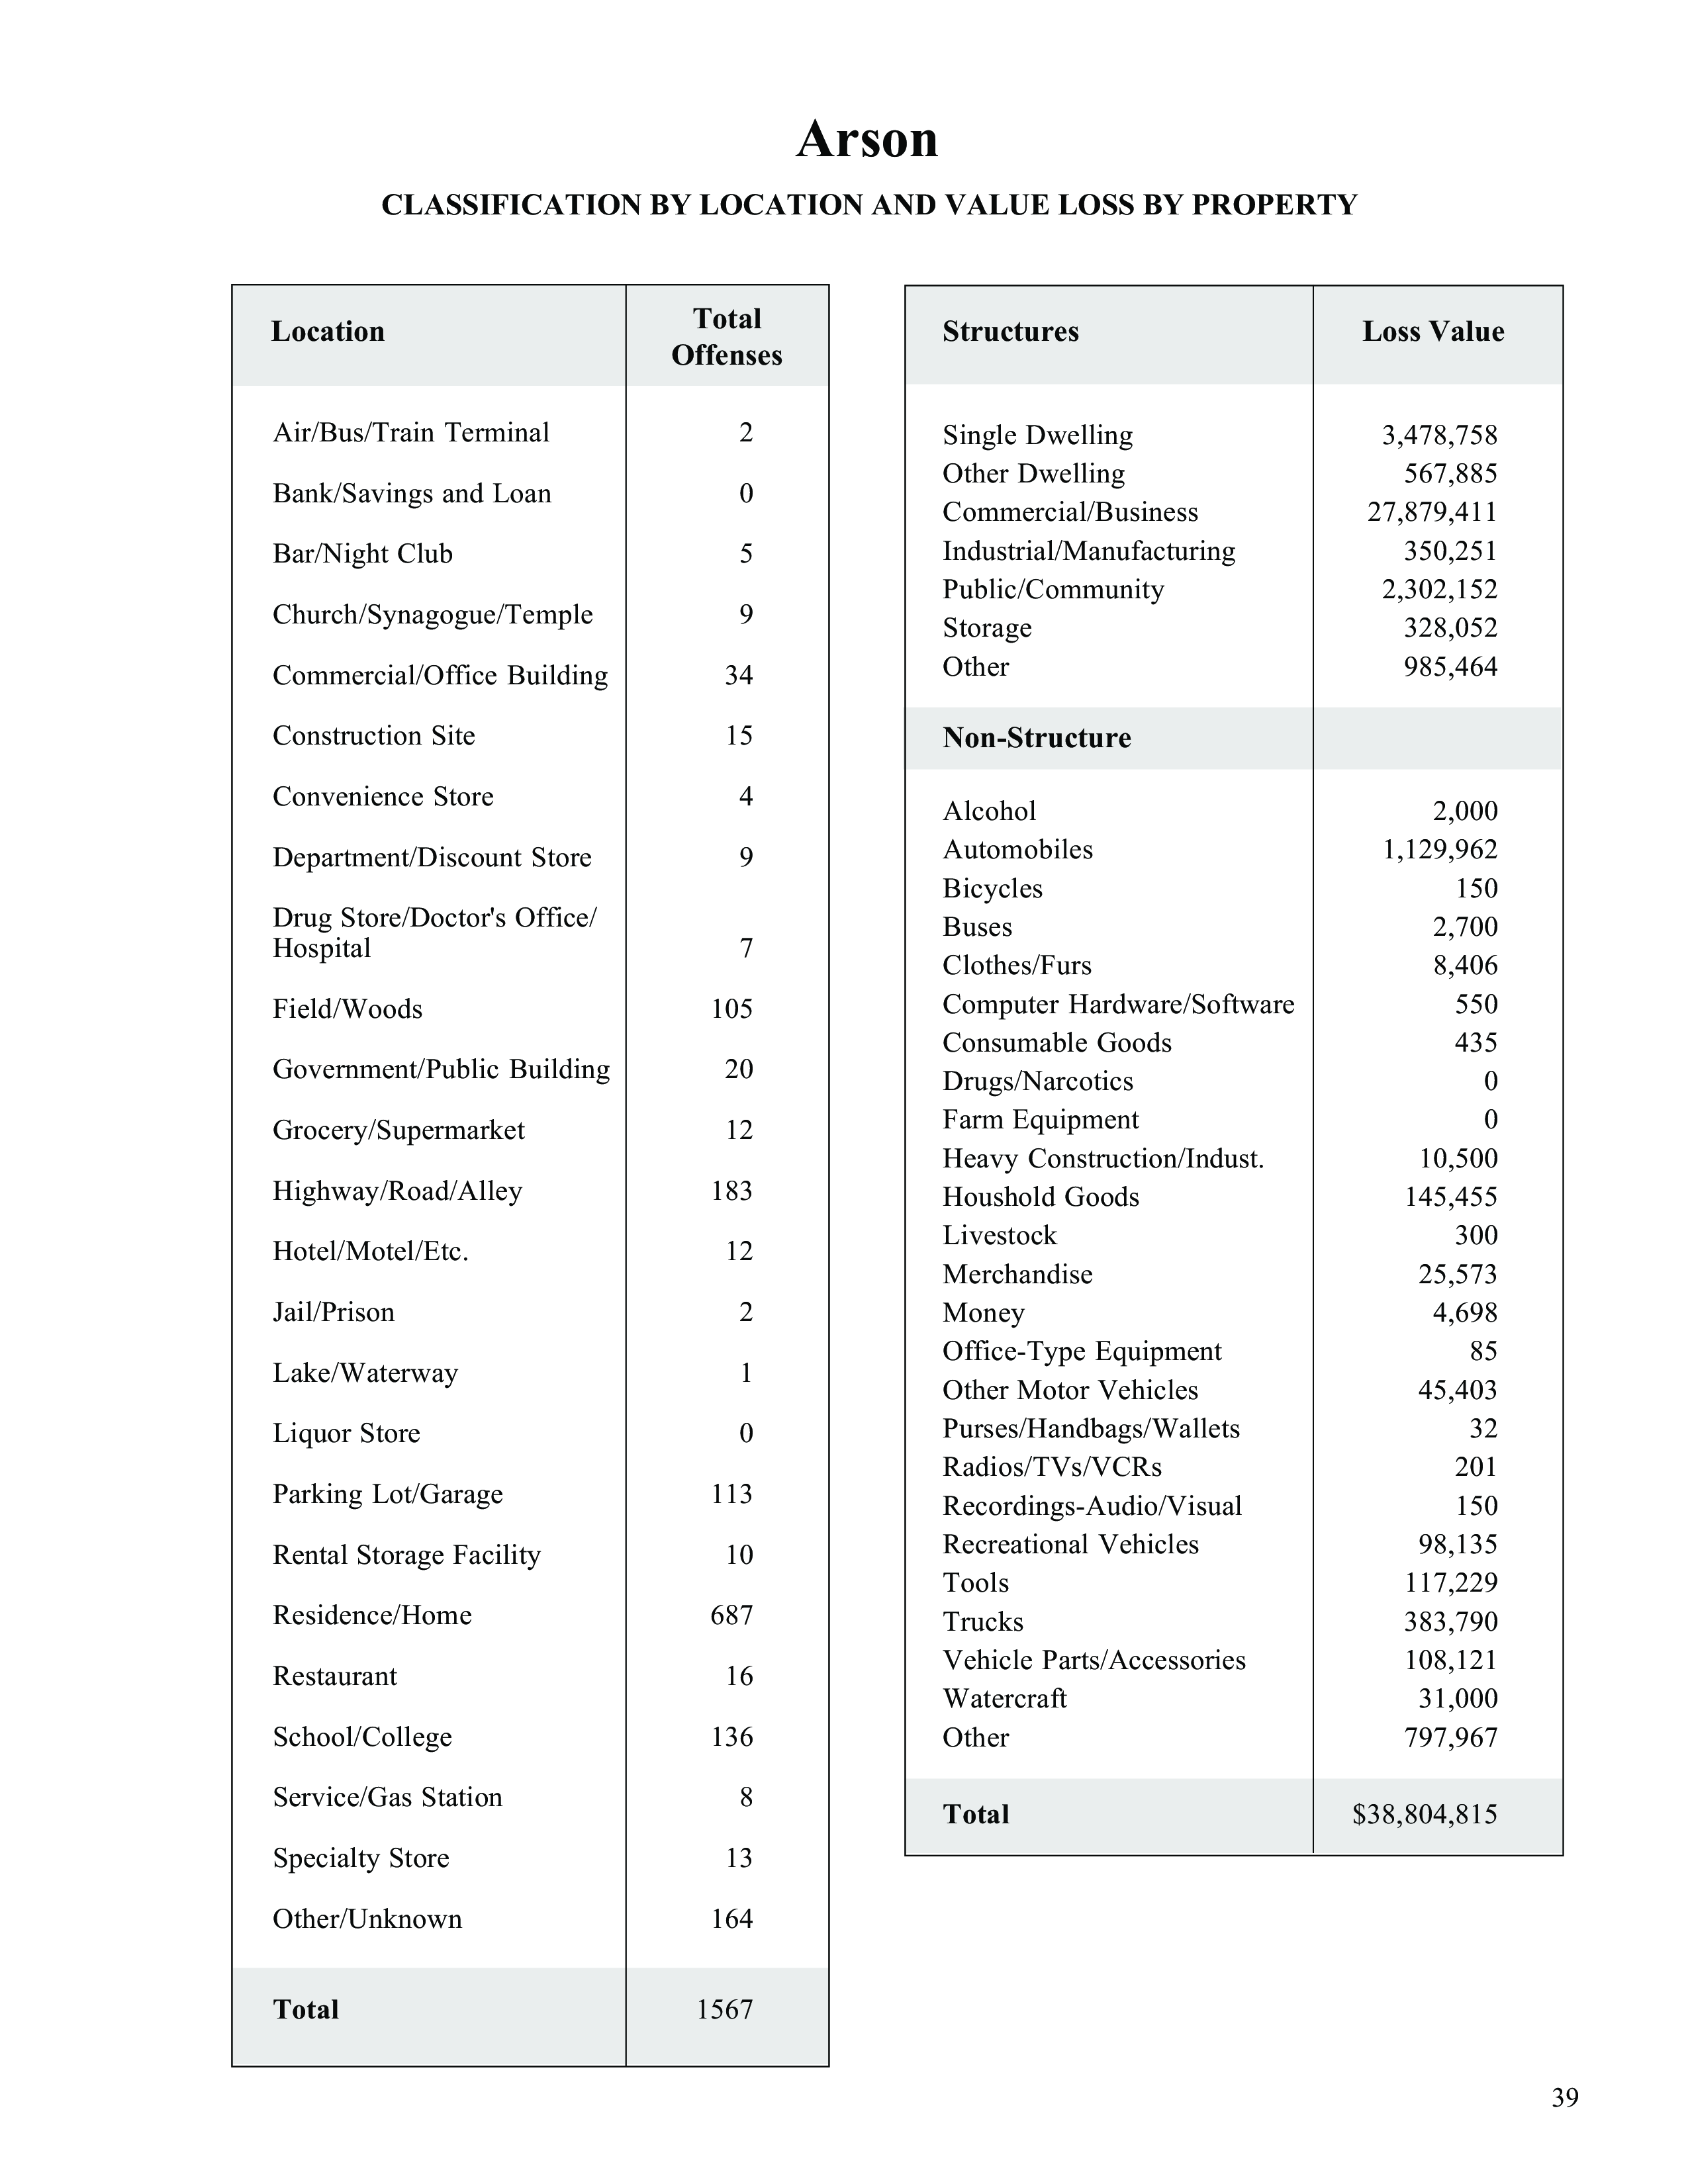 Arson
CLASSIFICATION BY LOCATION AND VALUE LOSS BY PROPERTY
Location Total Offenses
Air/Bus/Train Terminal 2
Bank/Savings and Loan 0
Bar/Night Club 5
Church/Synagogue/Temple 9
Commercial/Office Building 34
Construction Site 15
Convenience Store 4
Department/Discount Store 9
Drug Store/Doctor's Office/
Hospital 7
Field/Woods 105
Government/Public Building 20
Grocery/Supermarket 12
Highway/Road/Alley 183
Hotel/Motel/Etc. 12
Jail/Prison 2
Lake/Waterway 1
Liquor Store 0
Parking Lot/Garage 113
Rental Storage Facility 10
Residence/Home 687
Restaurant 16
School/College 136
Service/Gas Station 8
Specialty Store 13
Other/Unknown 164
Total 1567
Structures Loss Value
Single Dwelling 3,478,758
Other Dwelling 567,885
Commercial/Business 27,879,411
Industrial/Manufacturing 350,251
Public/Community 2,302,152
Storage 328,052
Other 985,464
Non-Structure
Alcohol 2,000
Automobiles 1,129,962
Bicycles 150
Buses 2,700
Clothes/Furs 8,406
Computer Hardware/Software 550
Consumable Goods 435
Drugs/Narcotics 0
Farm Equipment 0
Heavy Construction/Indust. 10,500
Houshold Goods 145,455
Livestock 300
Merchandise 25,573
Money 4,698
Office-Type Equipment 85
Other Motor Vehicles 45,403
Purses/Handbags/Wallets 32
Radios/TVs/VCRs 201
Recordings-Audio/Visual 150
Recreational Vehicles 98,135
Tools 117,229
Trucks 383,790
Vehicle Parts/Accessories 108,121
Watercraft 31,000
Other 797,967
Total $38,804,815
39